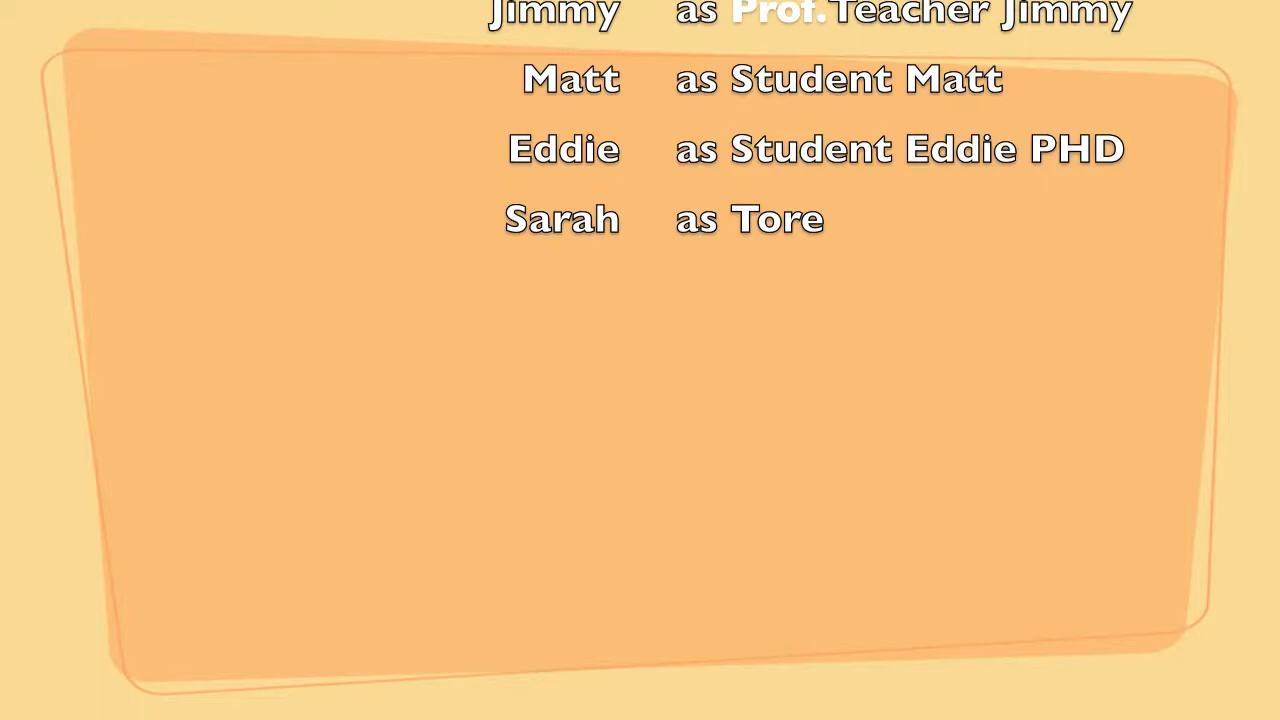 Jimmy as Prof.Teacher Jimmy
Matt as Student Matt
Eddie as Student Eddie PHD
Sarah as Tore